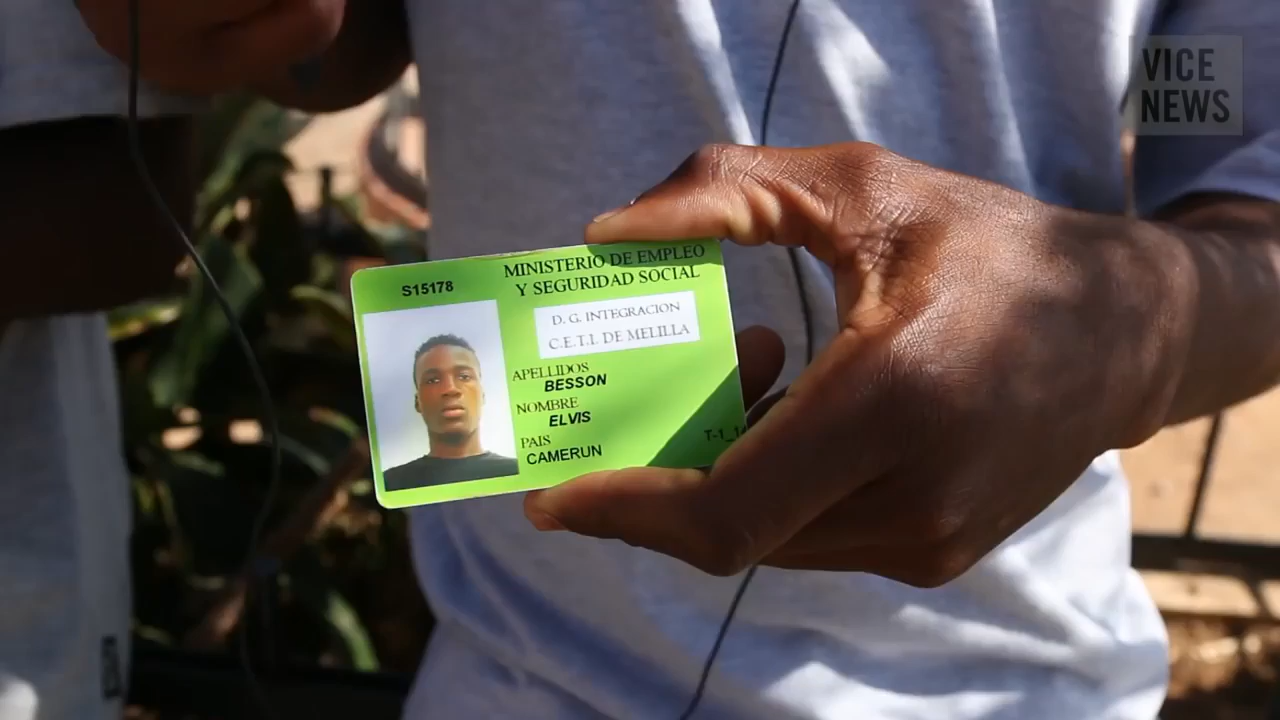 VICE
NEWS
S15178
MINISTERIO DE EMPLEO
Y SEGURIDAD SOCIAL
D. G. INTEGRACION
C.E.T.I. DE MELILLA
APELLIDOS
BESSON
NOMBRE
ELVIS
PAIS
CAMERUN